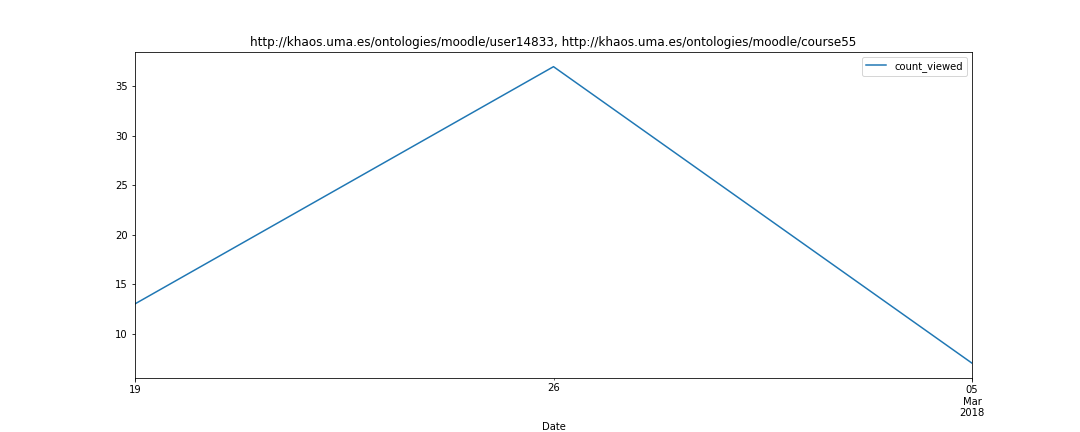 http://khaos.uma.es/ontologies/moodle/user14833, http://khaos.uma.es/ontologies/moodle/course55
count_viewed
35
30
25
20
15
10
19
26
05
Mar
2018
Date